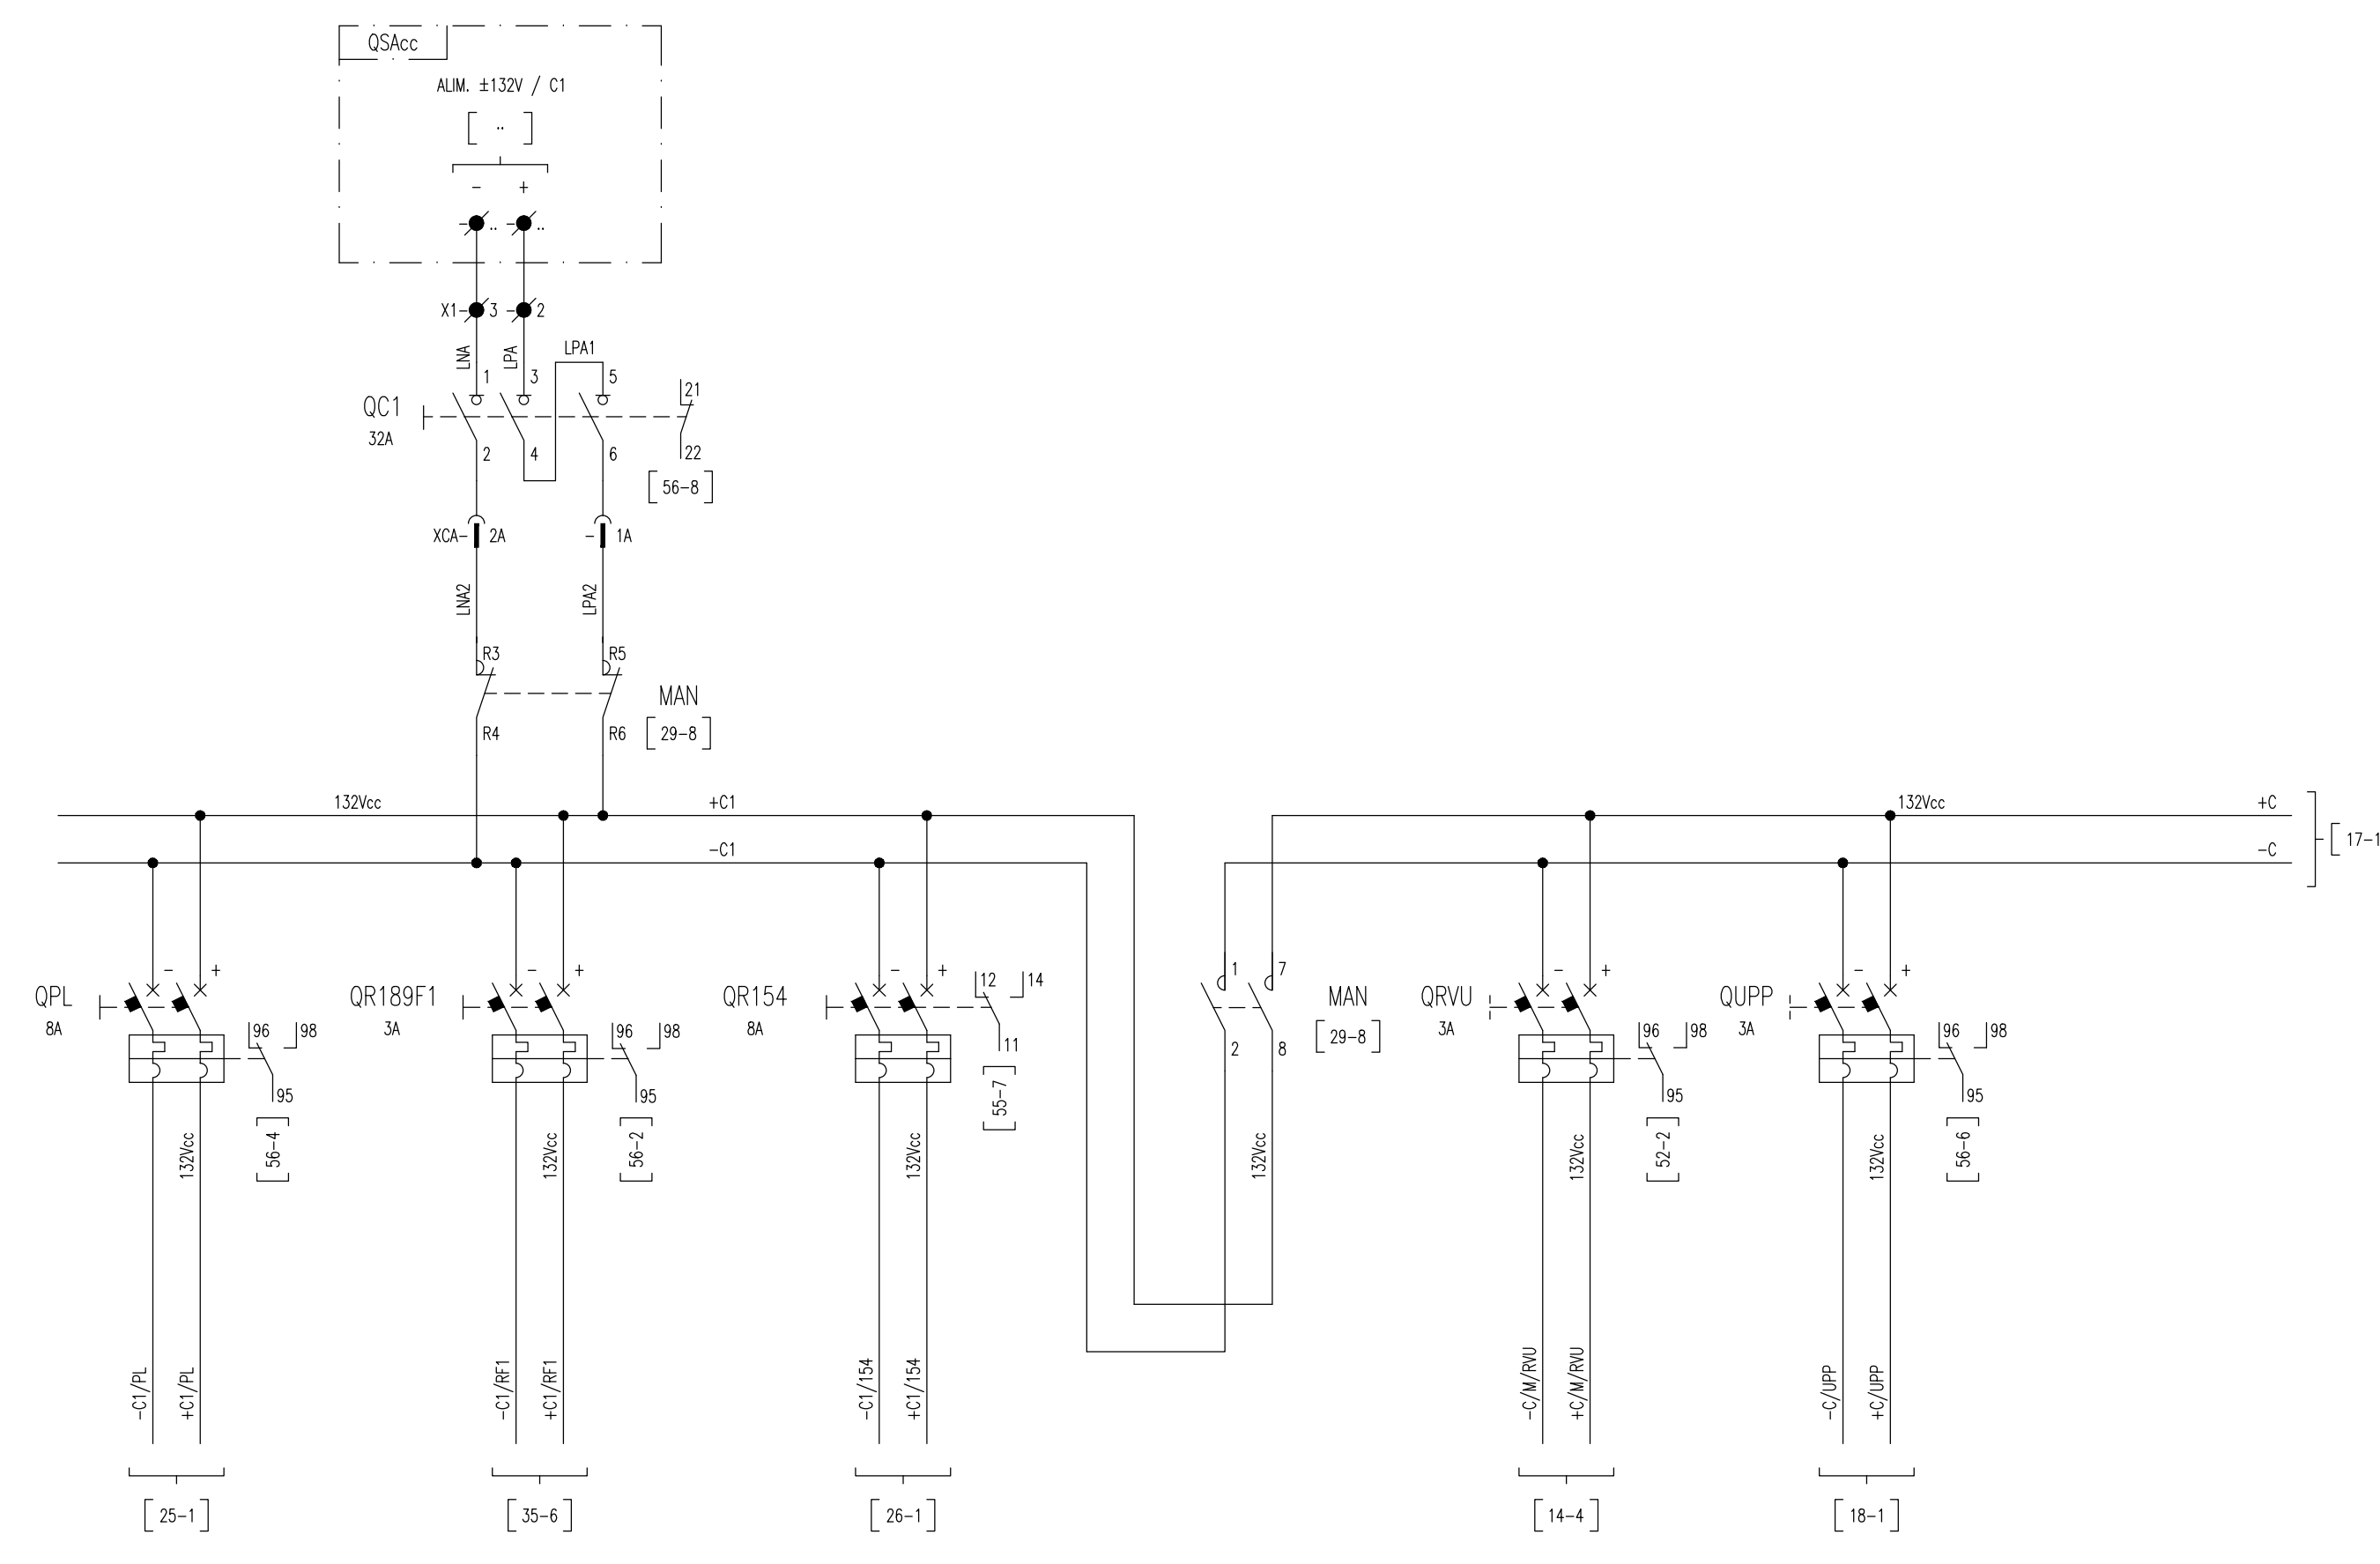 QSAcc
ALIM. ±132V / C1
[ .. ]
- +
- .. - ..
X1- 3 - 2
LNA LPA LPA1
1 3 5 21
QC1
32A
2 4 6 22
[56-8]
XCA- 2A - 1A
LNA2 LPA2
R3 R5
MAN
R4 R6 [29-8]
132Vcc +C1 132Vcc +C
[17-1
-C1 -C
- + - + - + 12 14 1 7 - + - +
QPL QR189F1 QR154 MAN QRVU QUPP
8A 3A 8A [29-8] 3A 3A
96 98 96 98 11 2 8 96 98 96 98
95 95 [55-7] 95 95
132Vcc [56-4] 132Vcc [56-2] 132Vcc 132Vcc 132Vcc [52-2] 132Vcc [56-6]
-C1/PL +C1/PL -C1/RF1 +C1/RF1 -C1/154 +C1/154 -C/M/RVU +C/M/RVU -C/UPP +C/UPP
[25-1] [35-6] [26-1] [14-4] [18-1]